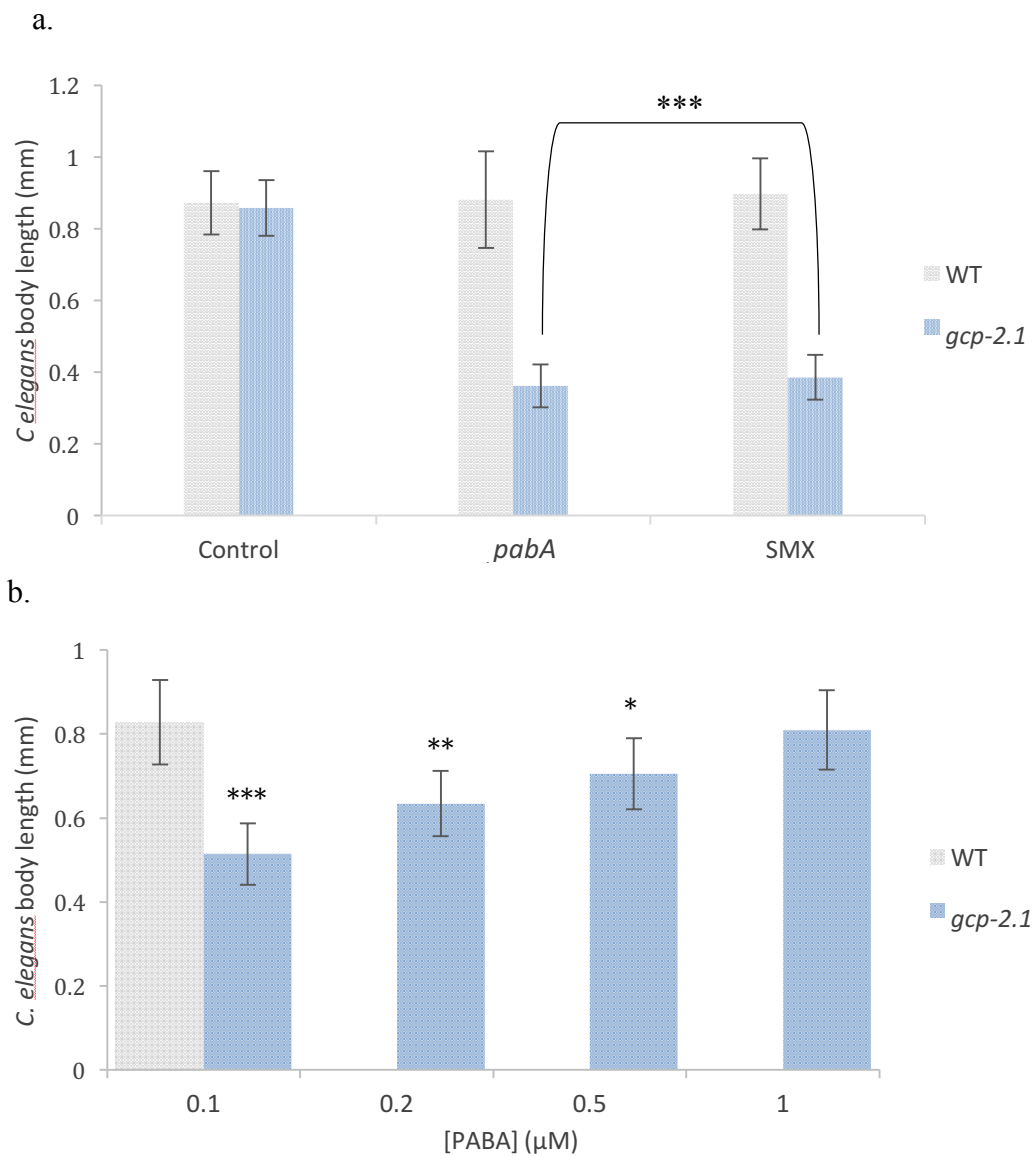 a.
***
1.2
1
0.8
0.6
0.4
0.2
0
C elegans body length (mm)
WT
gcp-2.1
Control pabA SMX
b.
1
0.8
0.6
0.4
0.2
0
C. elegans body length (mm)
*** ** *
WT
gcp-2.1
0.1 0.2 0.5 1
[PABA] (µM)